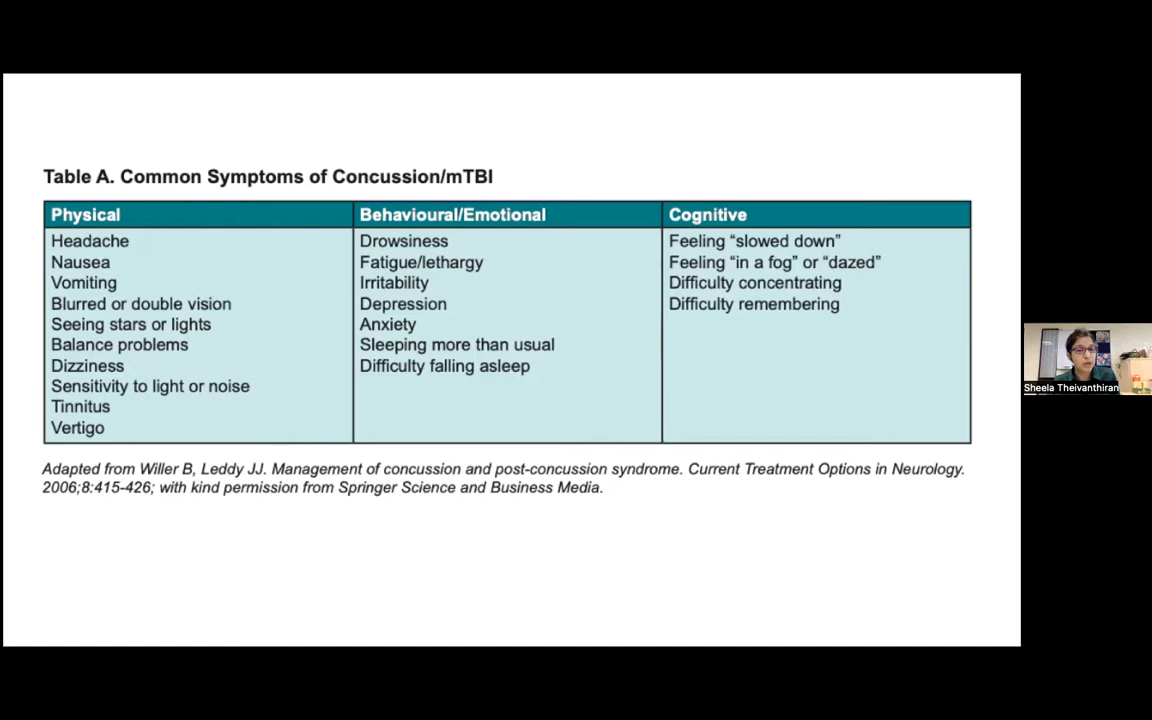 Table A. Common Symptoms of Concussion/mTBI
Physical
Headache
Nausea
Vomiting
Blurred or double vision
Seeing stars or lights
Balance problems
Dizziness
Sensitivity to light or noise
Tinnitus
Vertigo
Behavioural/Emotional
Drowsiness
Fatigue/lethargy
Irritability
Depression
Anxiety
Sleeping more than usual
Difficulty falling asleep
Cognitive
Feeling “slowed down”
Feeling “in a fog” or “dazed”
Difficulty concentrating
Difficulty remembering
Adapted from Willer B, Leddy JJ. Management of concussion and post-concussion syndrome. Current Treatment Options in Neurology.
2006;8:415-426; with kind permission from Springer Science and Business Media.
Sheela Theivanthiran